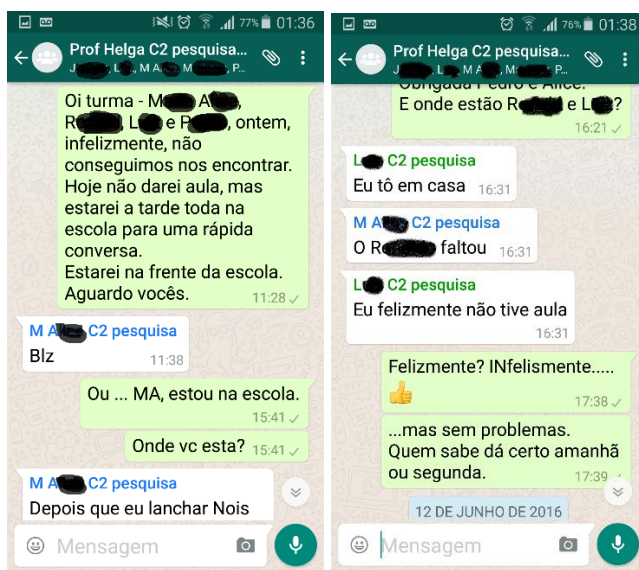 77% 01:36
Prof Helga C2 pesquisa...
J L , M A M , P...
Oi turma - M A ,
R , L e P , ontem,
infelizmente, não
conseguimos nos encontrar.
Hoje não darei aula, mas
estarei a tarde toda na
escola para uma rápida
conversa.
Estarei na frente da escola.
Aguardo vocês.
11:28
M A C2 pesquisa
Blz
11:38
Ou ... MA, estou na escola.
15:41
Onde vc esta? 15:41
M A C2 pesquisa
Depois que eu lanchar Nois
Mensagem
76% 01:38
Prof Helga C2 pesquisa...
J L , M A , M , P...
Obrigada Pedro e Alice.
E onde estão R e L ?
16:21
L C2 pesquisa
Eu tô em casa 16:31
M A C2 pesquisa
O R faltou 16:31
L C2 pesquisa
Eu felizmente não tive aula
16:31
Felizmente? INfelismente.....
17:38
...mas sem problemas.
Quem sabe dá certo amanhã
ou segunda.
17:39
12 DE JUNHO DE 2016
Mensagem